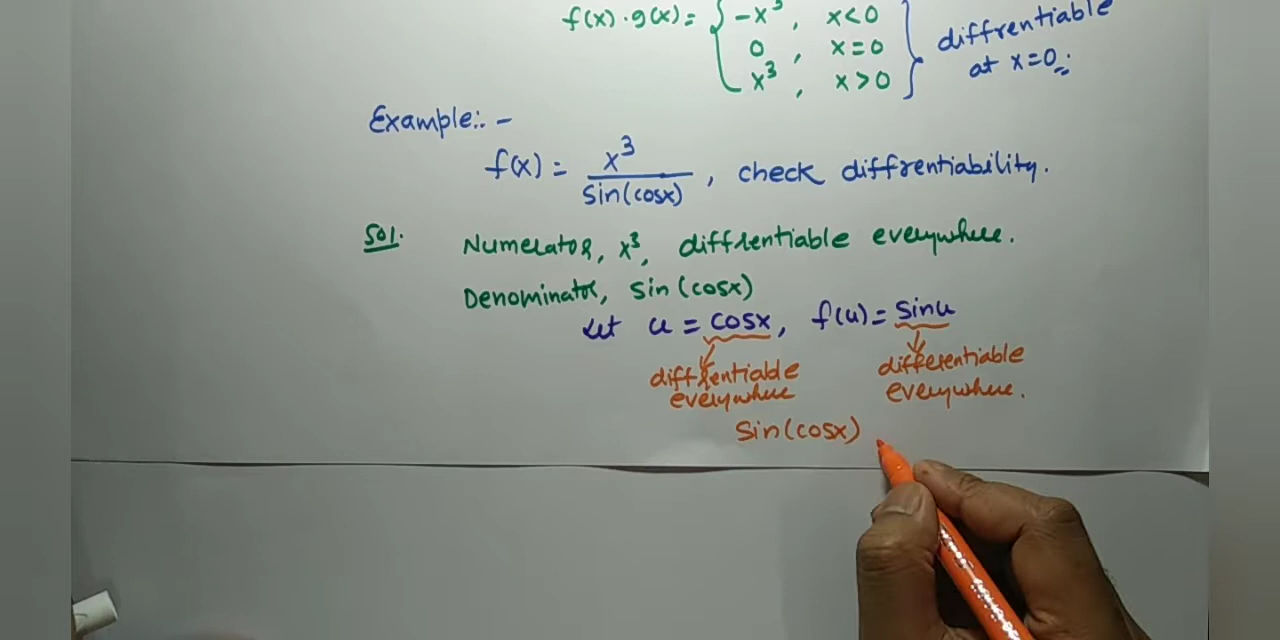 f(x)·g(x) = { -x³, x<0
0, x=0
x³, x>0 } diffrentiable
at x=0.
Example:-
f(x) = x³ / sin(cosx), check diffrentiability.
Sol.
Numerator, x³, diffrentiable everywhere.
Denominator, sin(cosx)
Let u = cosx, f(u) = sinu
diffrentiable everywhere
differentiable everywhere.
sin(cosx)